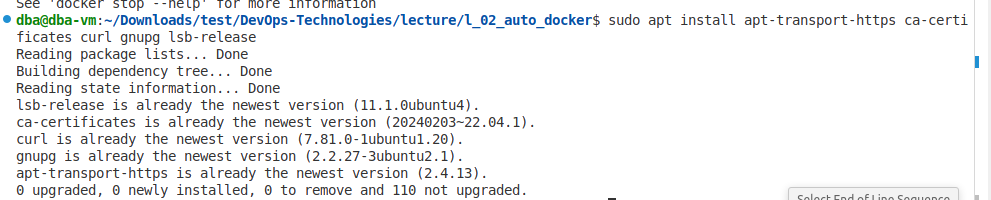 See 'docker stop --help' for more information
dba@dba-vm:~/Downloads/test/DevOps-Technologies/lecture/l_02_auto_docker$ sudo apt install apt-transport-https ca-certi
ficates curl gnupg lsb-release
Reading package lists... Done
Building dependency tree... Done
Reading state information... Done
lsb-release is already the newest version (11.1.0ubuntu4).
ca-certificates is already the newest version (20240203~22.04.1).
curl is already the newest version (7.81.0-1ubuntu1.20).
gnupg is already the newest version (2.2.27-3ubuntu2.1).
apt-transport-https is already the newest version (2.4.13).
0 upgraded, 0 newly installed, 0 to remove and 110 not upgraded.
Select End of Line Sequence